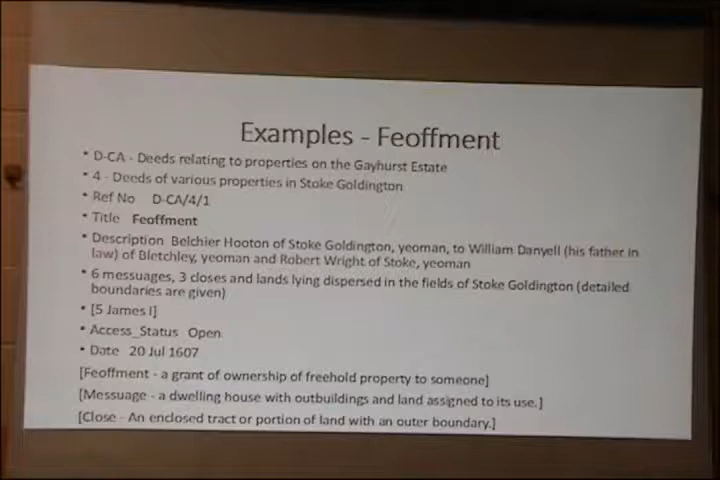 Examples - Feoffment
• D-CA - Deeds relating to properties on the Gayhurst Estate
• 4 - Deeds of various properties in Stoke Goldington
• Ref No D-CA/4/1
• Title Feoffment
• Description Belchier Hooton of Stoke Goldington, yeoman, to William Danyell (his father in
law) of Bletchley, yeoman and Robert Wright of Stoke, yeoman
• 6 messuages, 3 closes and lands lying dispersed in the fields of Stoke Goldington (detailed
boundaries are given)
• [5 James I]
• Access_Status Open
• Date 20 Jul 1607
[Feoffment - a grant of ownership of freehold property to someone]
[Messuage - a dwelling house with outbuildings and land assigned to its use.]
[Close - An enclosed tract or portion of land with an outer boundary.]